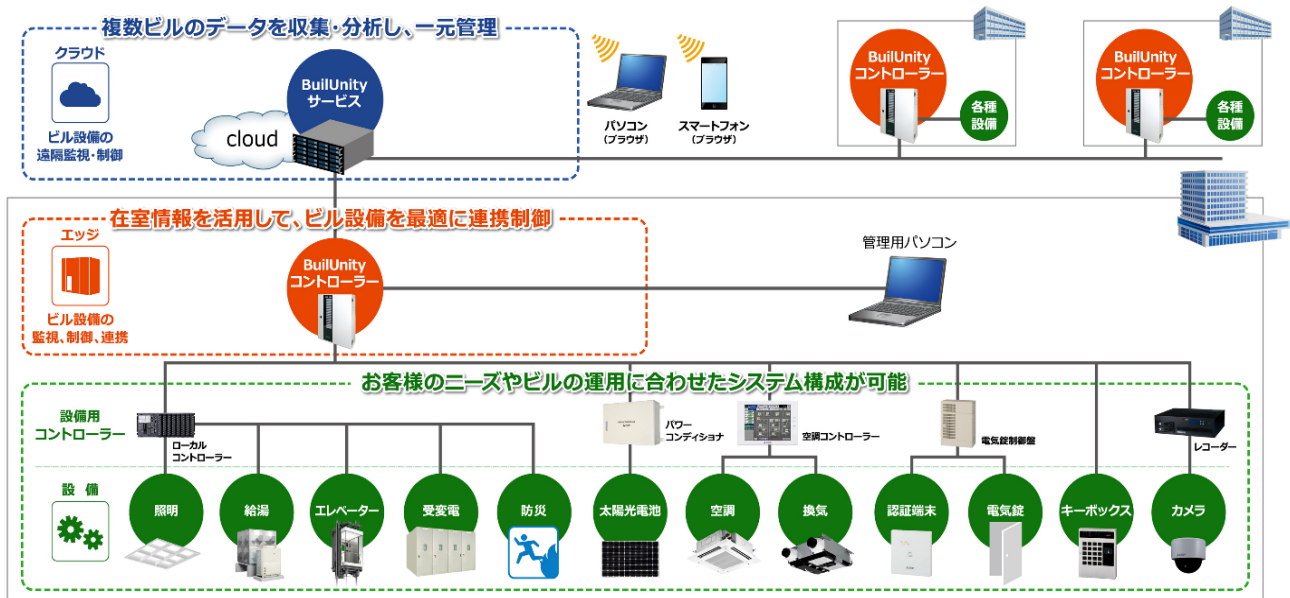 複数ビルのデータを収集・分析し、一元管理
クラウド
BuilUnity
サービス
cloud
ビル設備の
遠隔監視・制御
パソコン
(ブラウザ)
スマートフォン
(ブラウザ)
BuilUnity
コントローラー
各種
設備
BuilUnity
コントローラー
各種
設備
在室情報を活用して、ビル設備を最適に連携制御
エッジ
BuilUnity
コントローラー
ビル設備の
監視、制御、連携
管理用パソコン
お客様のニーズやビルの運用に合わせたシステム構成が可能
設備用
コントローラー
ローカル
コントローラー
パワー
コンディショナ
空調コントローラー
電気錠制御盤
レコーダー
設備
照明
給湯
エレベーター
受変電
防災
太陽光電池
空調
換気
認証端末
電気錠
キーボックス
カメラ